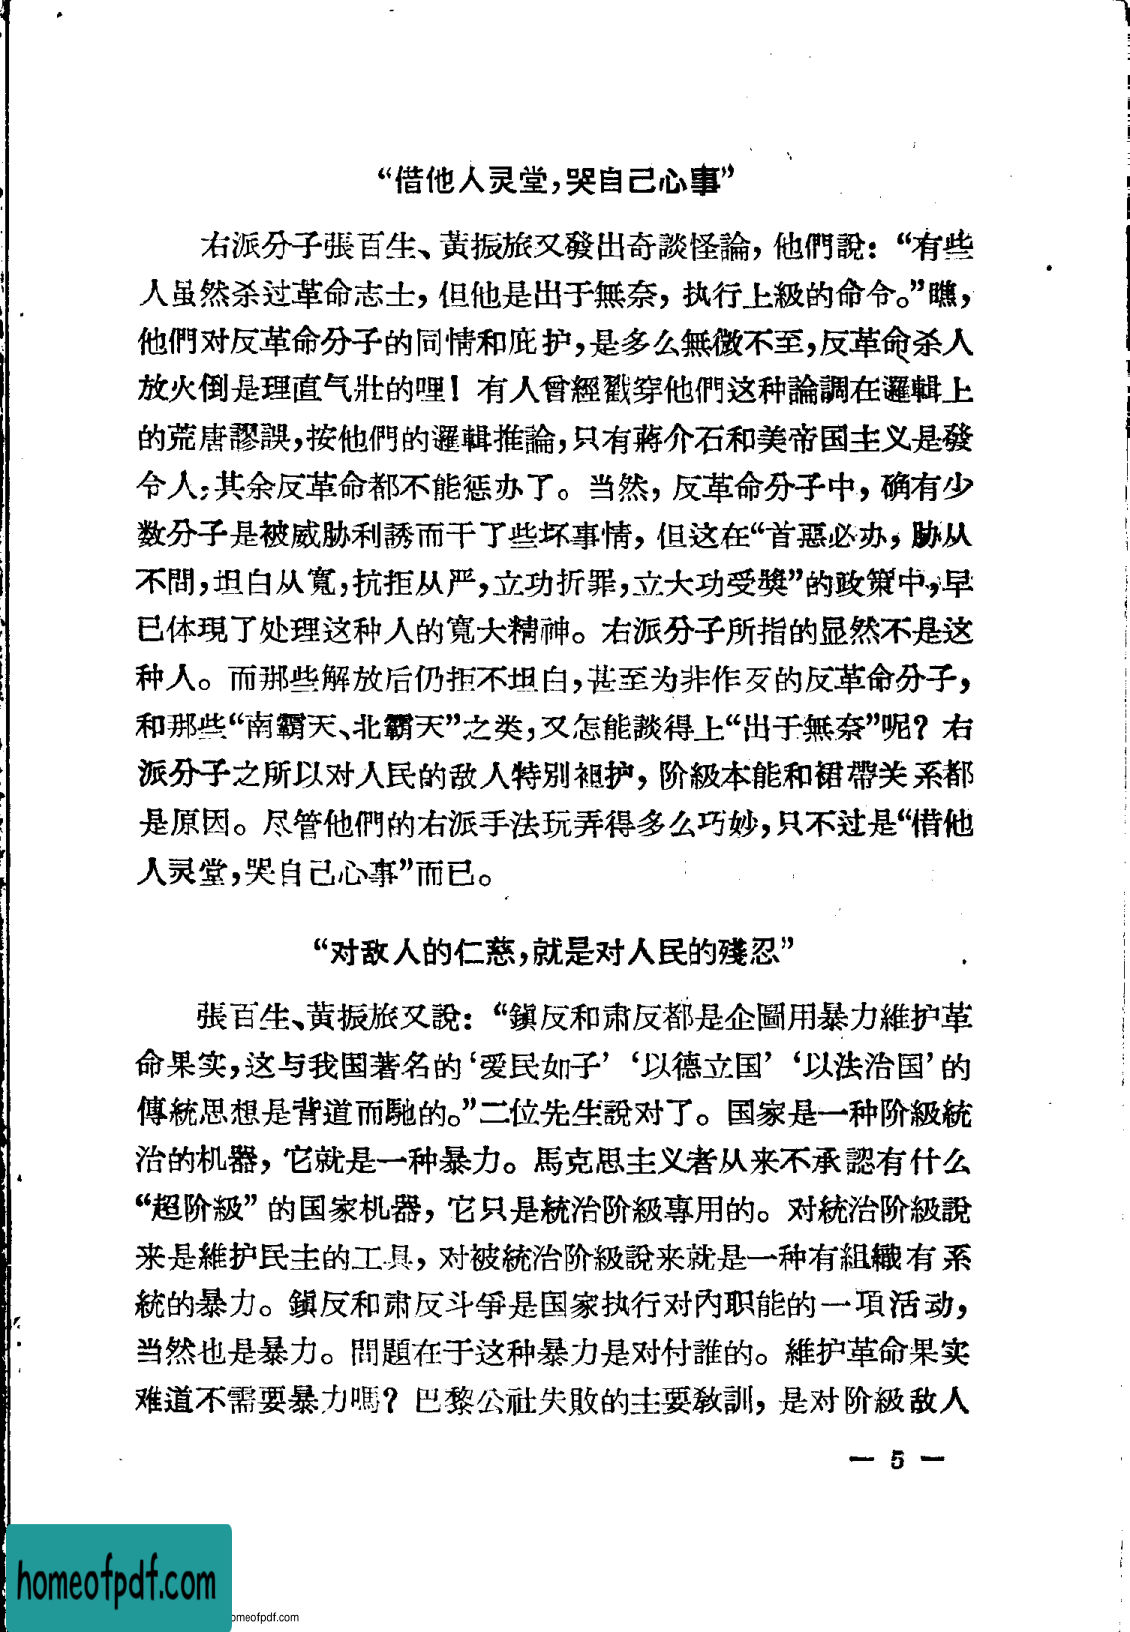 “借他人灵堂，哭自己心事”
右派分子張百生、黃振旅又發出奇談怪論，他們說：“有些
人虽然杀过革命志士，但他是出于無奈，执行上級的命令。”瞧，
他們对反革命分子的同情和庇护，是多么無微不至，反革命杀人
放火倒是理直气壯的哩！有人曾經戳穿他們这种論調在邏輯上
的荒唐謬誤，按他們的邏輯推論，只有蔣介石和美帝国主义是發
令人；其余反革命都不能惩办了。当然，反革命分子中，确有少
数分子是被威胁利誘而干了些坏事情，但这在“首惡必办，胁从
不問，坦白从寬，抗拒从严，立功折罪，立大功受獎”的政策中，早
已体現了处理这种人的寬大精神。右派分子所指的显然不是这
种人。而那些解放后仍拒不坦白，甚至为非作歹的反革命分子，
和那些“南霸天、北霸天”之类，又怎能談得上“出于無奈”呢？右
派分子之所以对人民的敌人特别袒护，阶級本能和裙帶关系都
是原因。尽管他們的右派手法玩弄得多么巧妙，只不过是“借他
人灵堂，哭自己心事”而已。
“对敌人的仁慈，就是对人民的殘忍”
張百生、黃振旅又說：“鎭反和肃反都是企圖用暴力維护革
命果实，这与我国著名的‘爱民如子’‘以德立国’‘以法治国’的
傳統思想是背道而馳的。”二位先生說对了。国家是一种阶級統
治的机器，它就是一种暴力。馬克思主义者从来不承認有什么
“超阶級”的国家机器，它只是統治阶級專用的。对統治阶級說
来是維护民主的工具，对被統治阶級說来就是一种有組織有系
統的暴力。鎭反和肃反斗爭是国家执行对內职能的一項活动，
当然也是暴力。問題在于这种暴力是对付誰的。維护革命果实
难道不需要暴力嗎？巴黎公社失敗的主要教訓，是对阶級敌人
— 5 —
homeofpdf.com
omeofpdf.com